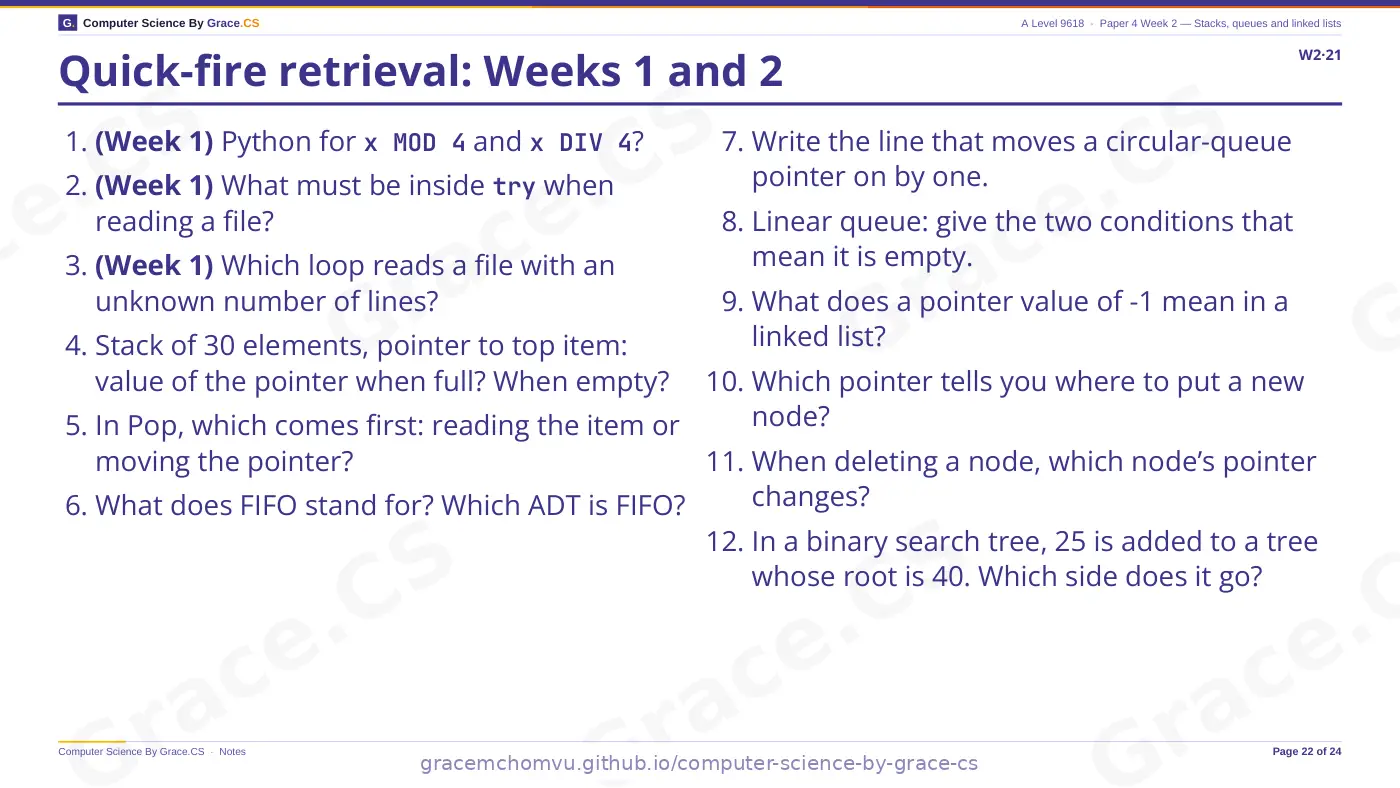 G. Computer Science By Grace.CS
A Level 9618 · Paper 4 Week 2 — Stacks, queues and linked lists
Quick-fire retrieval: Weeks 1 and 2
W2·21
1. (Week 1) Python for x MOD 4 and x DIV 4?
2. (Week 1) What must be inside try when
reading a file?
3. (Week 1) Which loop reads a file with an
unknown number of lines?
4. Stack of 30 elements, pointer to top item:
value of the pointer when full? When empty?
5. In Pop, which comes first: reading the item or
moving the pointer?
6. What does FIFO stand for? Which ADT is FIFO?
7. Write the line that moves a circular-queue
pointer on by one.
8. Linear queue: give the two conditions that
mean it is empty.
9. What does a pointer value of -1 mean in a
linked list?
10. Which pointer tells you where to put a new
node?
11. When deleting a node, which node’s pointer
changes?
12. In a binary search tree, 25 is added to a tree
whose root is 40. Which side does it go?
Computer Science By Grace.CS · Notes
gracemchomvu.github.io/computer-science-by-grace-cs
Page 22 of 24
Grace.CS